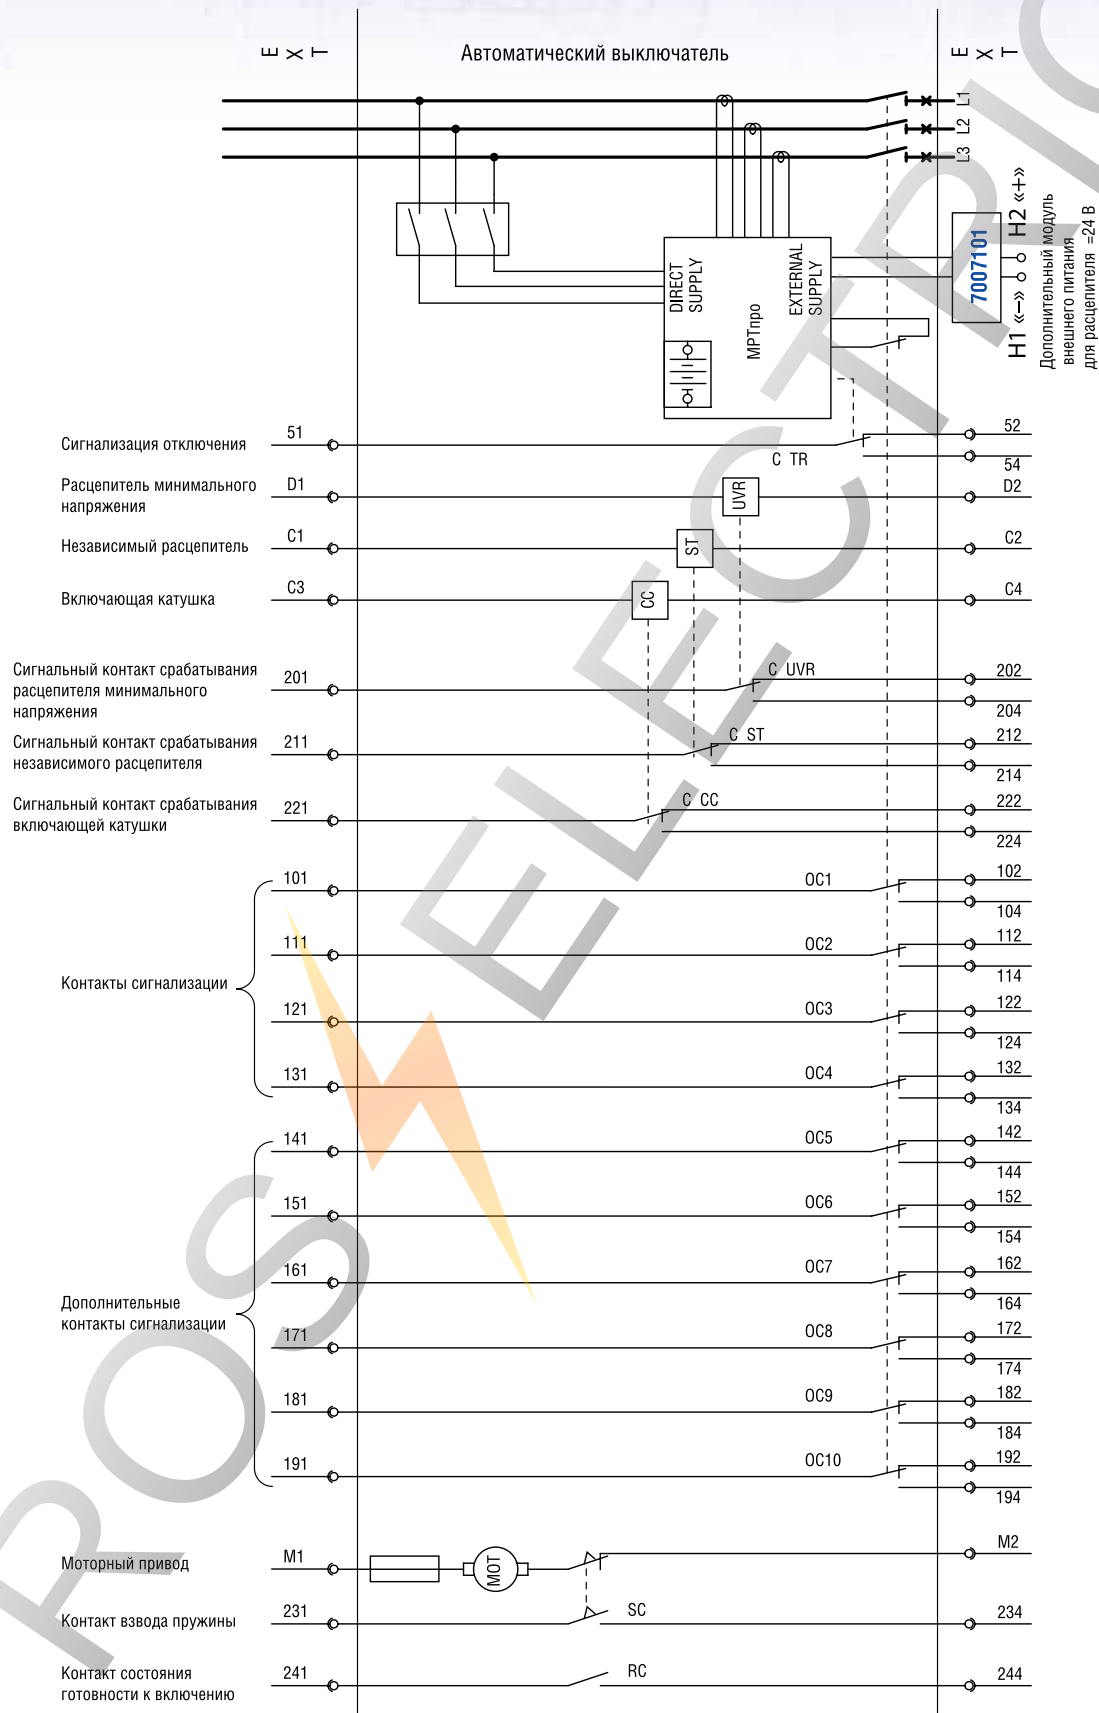 Е Х Т
Автоматический выключатель
Е Х Т
L1
L2
L3
DIRECT
SUPPLY
МРТпро
EXTERNAL
SUPPLY
7007101
H1 «–» H2 «+»
Дополнительный модуль
внешнего питания
для расцепителя =24 В
Сигнализация отключения
51
C TR
52
54
Расцепитель минимального
напряжения
D1
UVR
D2
Независимый расцепитель
C1
ST
C2
Включающая катушка
C3
CC
C4
Сигнальный контакт срабатывания
расцепителя минимального
напряжения
201
C UVR
202
204
Сигнальный контакт срабатывания
независимого расцепителя
211
C ST
212
214
Сигнальный контакт срабатывания
включающей катушки
221
C CC
222
224
Контакты сигнализации
101
OC1
102
104
111
OC2
112
114
121
OC3
122
124
131
OC4
132
134
Дополнительные
контакты сигнализации
141
OC5
142
144
151
OC6
152
154
161
OC7
162
164
171
OC8
172
174
181
OC9
182
184
191
OC10
192
194
Моторный привод
M1
МОТ
M2
Контакт взвода пружины
231
SC
234
Контакт состояния
готовности к включению
241
RC
244
ROS ELECTRIC